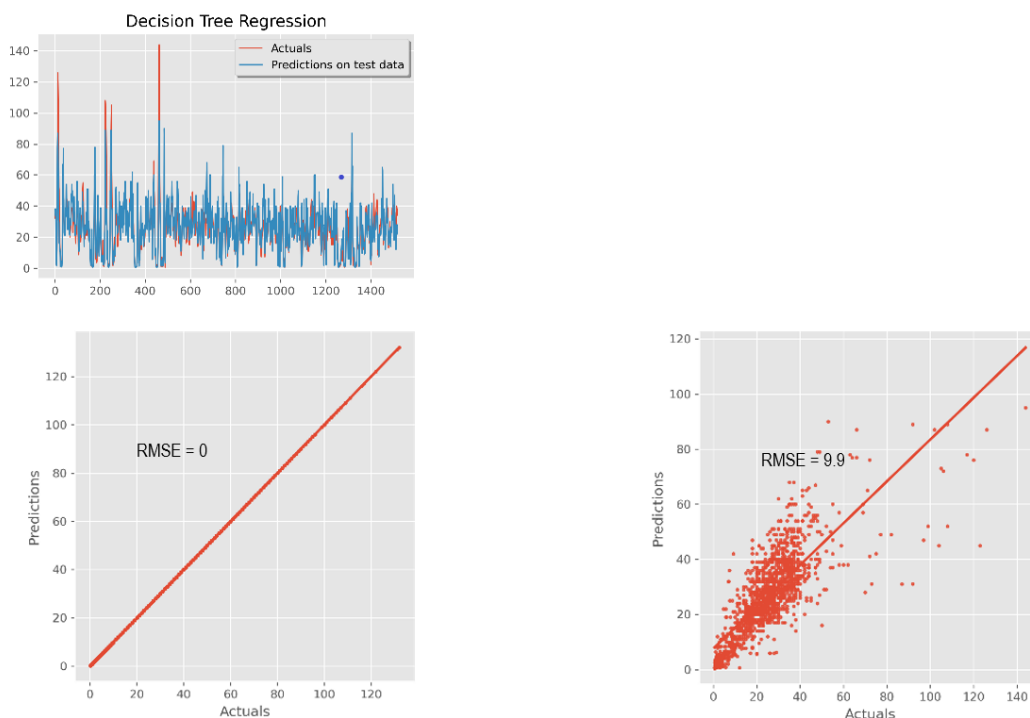 Decision Tree Regression
Actuals
Predictions on test data
140
120
100
80
60
40
20
0
0 200 400 600 800 1000 1200 1400
120
100
80
60
40
20
0
Predictions
RMSE = 0
0 20 40 60 80 100 120
Actuals
120
100
80
60
40
20
0
Predictions
RMSE = 9.9
0 20 40 60 80 100 120 140
Actuals